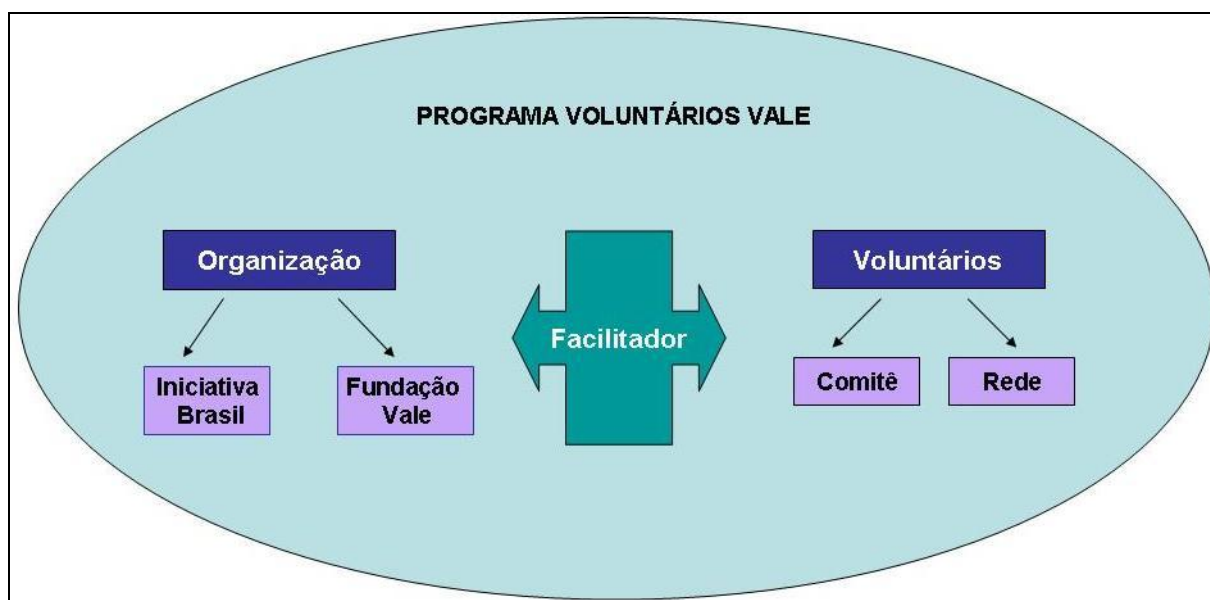 PROGRAMA VOLUNTÁRIOS VALE
Organização
Iniciativa
Brasil
Fundação
Vale
Facilitador
Voluntários
Comitê
Rede